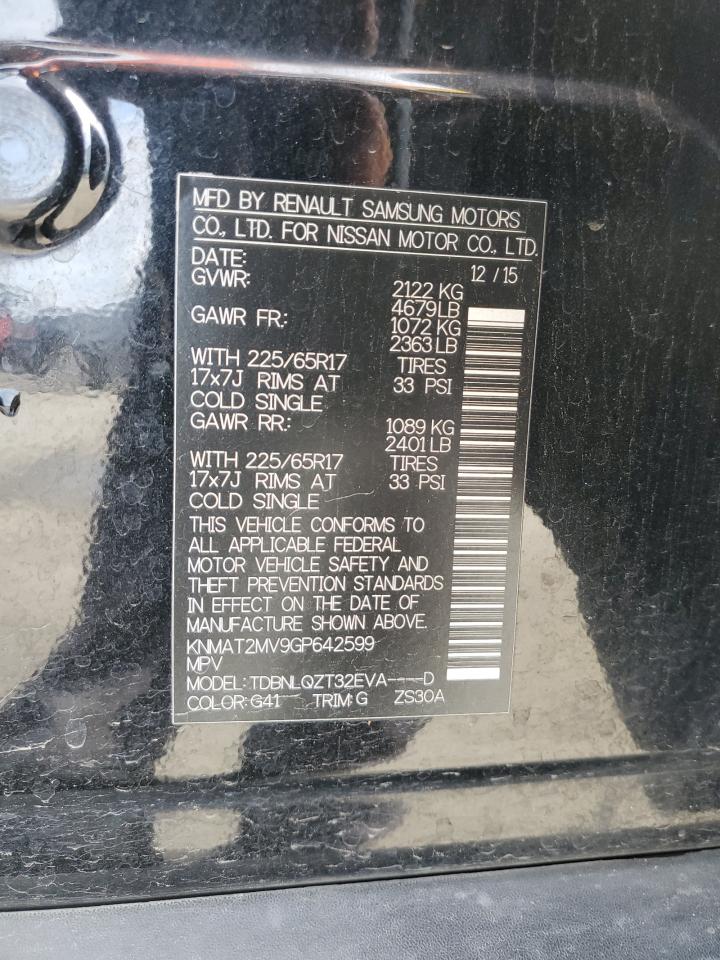 MFD BY RENAULT SAMSUNG MOTORS
CO., LTD. FOR NISSAN MOTOR CO., LTD.
DATE: 12 / 15
GVWR: 2122 KG
4679LB
GAWR FR.: 1072 KG
2363 LB
WITH 225/65R17 TIRES
17x7J RIMS AT 33 PSI
COLD SINGLE
GAWR RR.: 1089 KG
2401 LB
WITH 225/65R17 TIRES
17x7J RIMS AT 33 PSI
COLD SINGLE
THIS VEHICLE CONFORMS TO
ALL APPLICABLE FEDERAL
MOTOR VEHICLE SAFETY AND
THEFT PREVENTION STANDARDS
IN EFFECT ON THE DATE OF
MANUFACTURE SHOWN ABOVE.
KNMAT2MV9GP642599
MPV
MODEL: TDBNLQZT32EVA----D
COLOR: G41 TRIM: G ZS30A